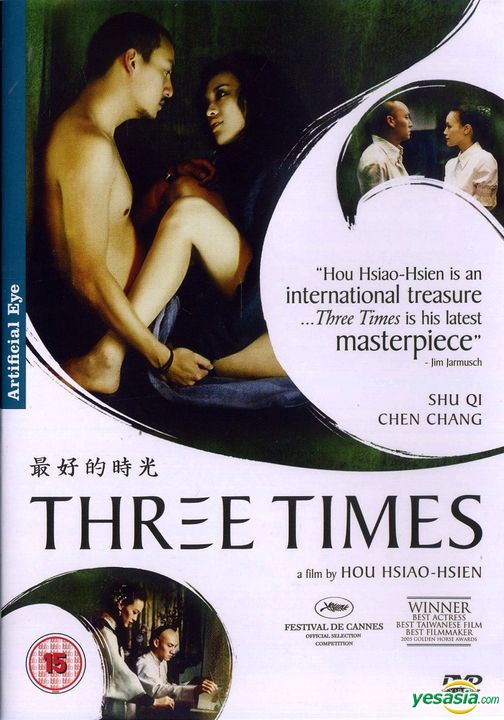 Artificial Eye
"Hou Hsiao-Hsien is an
international treasure
...Three Times is his latest
masterpiece"
- Jim Jarmusch
SHU QI
CHEN CHANG
最好的時光
THREE TIMES
a film by HOU HSIAO-HSIEN
FESTIVAL DE CANNES
OFFICIAL SELECTION
COMPETITION
WINNER
BEST ACTRESS
BEST TAIWANESE FILM
BEST FILMMAKER
2005 GOLDEN HORSE AWARDS
15
DVD
yesasia.com